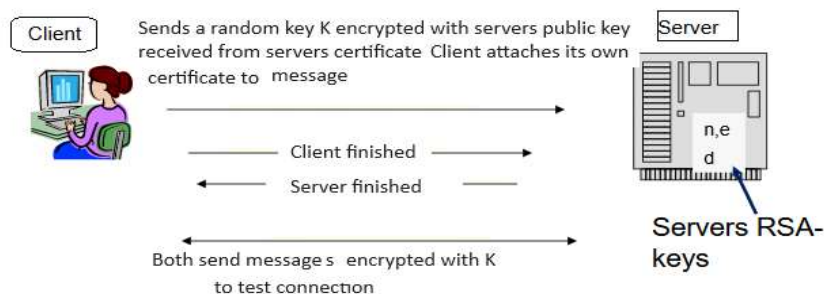 Client
Sends a random key K encrypted with servers public key
received from servers certificate Client attaches its own
certificate to message
Server
n,e
d
Client finished
Server finished
Servers RSA-
keys
Both send messages encrypted with K
to test connection